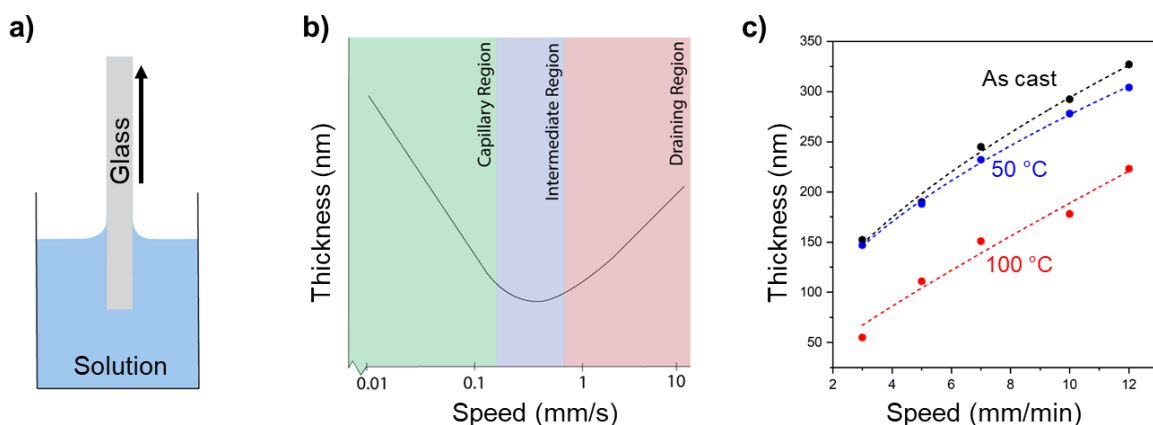 a)
Glass
Solution
b)
Thickness (nm)
Capillary Region
Intermediate Region
Draining Region
0.01
0.1
1
10
Speed (mm/s)
c)
Thickness (nm)
350
300
250
200
150
100
50
As cast
50 °C
100 °C
2
4
6
8
10
12
Speed (mm/min)